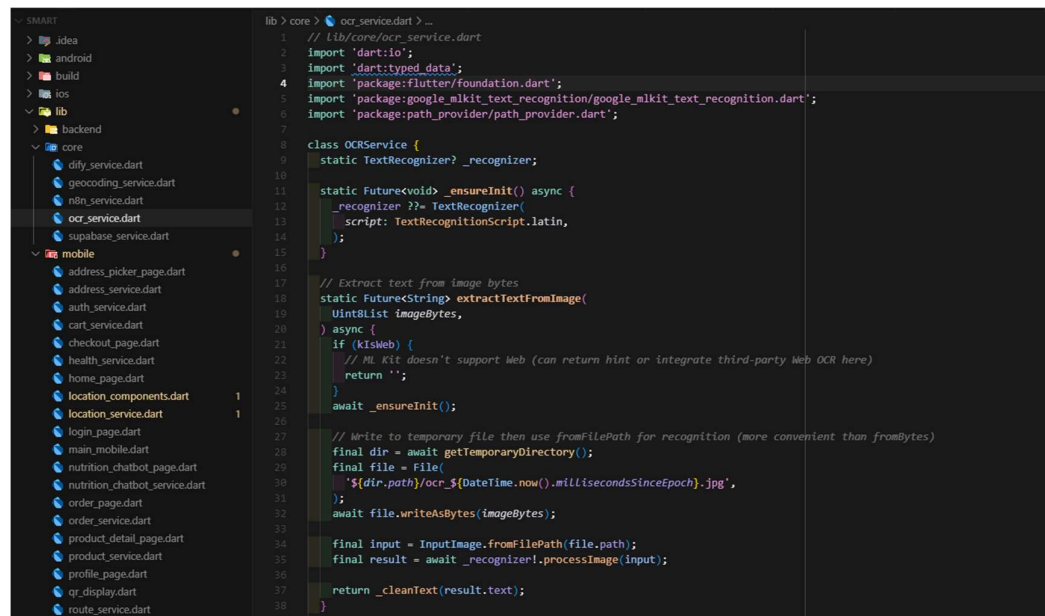 SMART
.idea
android
build
ios
lib
backend
core
dify_service.dart
geocoding_service.dart
n8n_service.dart
ocr_service.dart
supabase_service.dart
mobile
address_picker_page.dart
address_service.dart
auth_service.dart
cart_service.dart
checkout_page.dart
health_service.dart
home_page.dart
location_components.dart 1
location_service.dart 1
login_page.dart
main_mobile.dart
nutrition_chatbot_page.dart
nutrition_chatbot_service.dart
order_page.dart
order_service.dart
product_detail_page.dart
product_service.dart
profile_page.dart
qr_display.dart
route_service.dart
lib > core > ocr_service.dart > ...
1 // lib/core/ocr_service.dart
2 import 'dart:io';
3 import 'dart:typed_data';
4 import 'package:flutter/foundation.dart';
5 import 'package:google_mlkit_text_recognition/google_mlkit_text_recognition.dart';
6 import 'package:path_provider/path_provider.dart';
7
8 class OCRService {
9 static TextRecognizer? _recognizer;
10
11 static Future<void> _ensureInit() async {
12 _recognizer ??= TextRecognizer(
13 script: TextRecognitionScript.latin,
14 );
15 }
16
17 // Extract text from image bytes
18 static Future<String> extractTextFromImage(
19 Uint8List imageBytes,
20 ) async {
21 if (kIsWeb) {
22 // ML Kit doesn't support Web (can return hint or integrate third-party Web OCR here)
23 return '';
24 }
25 await _ensureInit();
26
27 // Write to temporary file then use fromFilePath for recognition (more convenient than fromBytes)
28 final dir = await getTemporaryDirectory();
29 final file = File(
30 '${dir.path}/ocr_${DateTime.now().millisecondsSinceEpoch}.jpg',
31 );
32 await file.writeAsBytes(imageBytes);
33
34 final input = InputImage.fromFilePath(file.path);
35 final result = await _recognizer!.processImage(input);
36
37 return _cleanText(result.text);
38 }